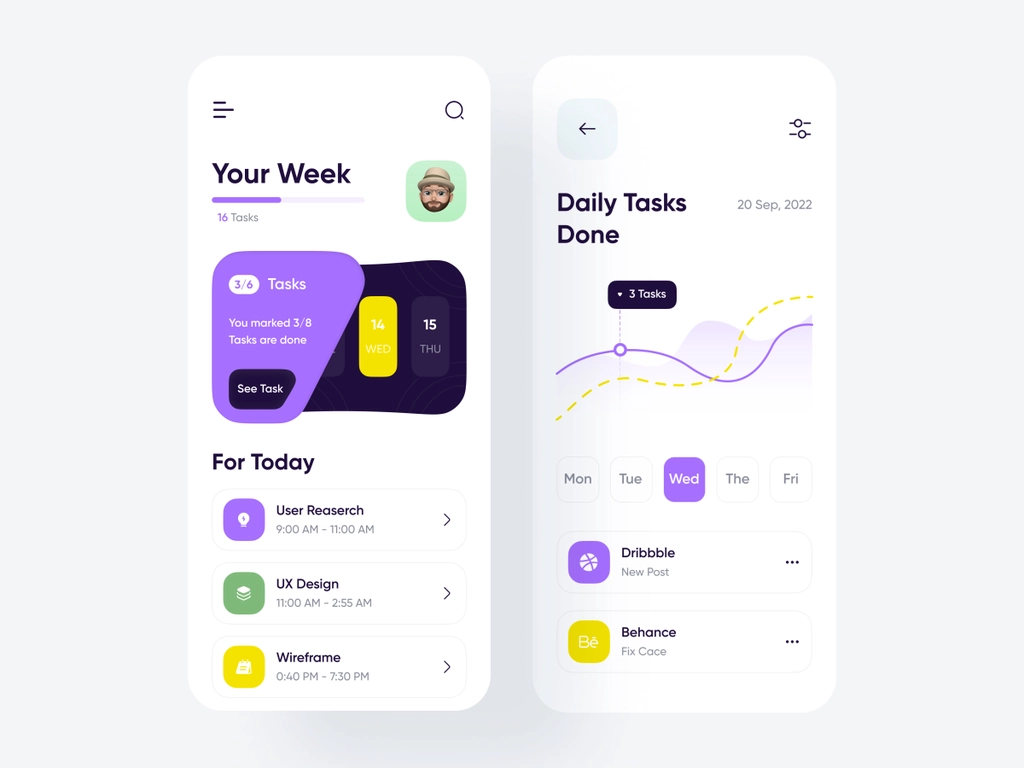 Your Week
16 Tasks
3/6 Tasks
You marked 3/8
Tasks are done
See Task
14
WED
15
THU
For Today
User Reaserch
9:00 AM - 11:00 AM
UX Design
11:00 AM - 2:55 AM
Wireframe
0:40 PM - 7:30 PM
Daily Tasks
Done
20 Sep, 2022
3 Tasks
Mon Tue Wed The Fri
Dribbble
New Post
Bē
Behance
Fix Cace